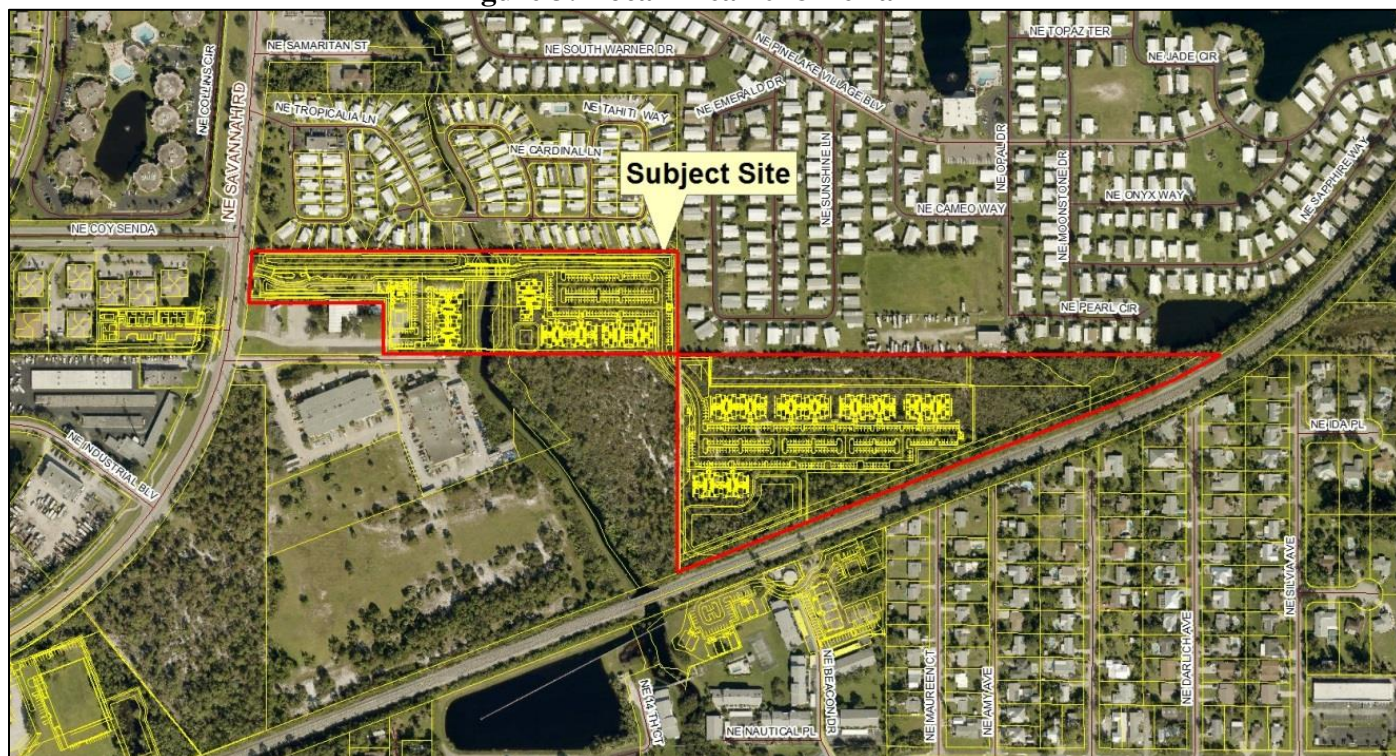 NE SAMARITAN ST
NE SOUTH WARNER DR
NE PINE LAKE VILLAGE BLV
NE TOPAZ TER
NE JADE CIR
NE COLLINS CIR
NE SAVANNAH RD
NE TROPICALIA LN
NE TAHITI WAY
NE EMERALD DR
NE CARDINAL LN
NE SUNSHINE LN
NE OPAL DR
NE MOONSTONE DR
NE SAPPHIRE WAY
Subject Site
NE ONYX WAY
NE CAMEO WAY
NE COY SENDA
NE PEARL CIR
NE INDUSTRIAL BLV
NE IDA PL
NE SILVIA AVE
NE DARLICH AVE
NE AMY AVE
NE MAUREEN CT
NE BEACON DR
NE 14TH CT
NE NAUTICAL PL